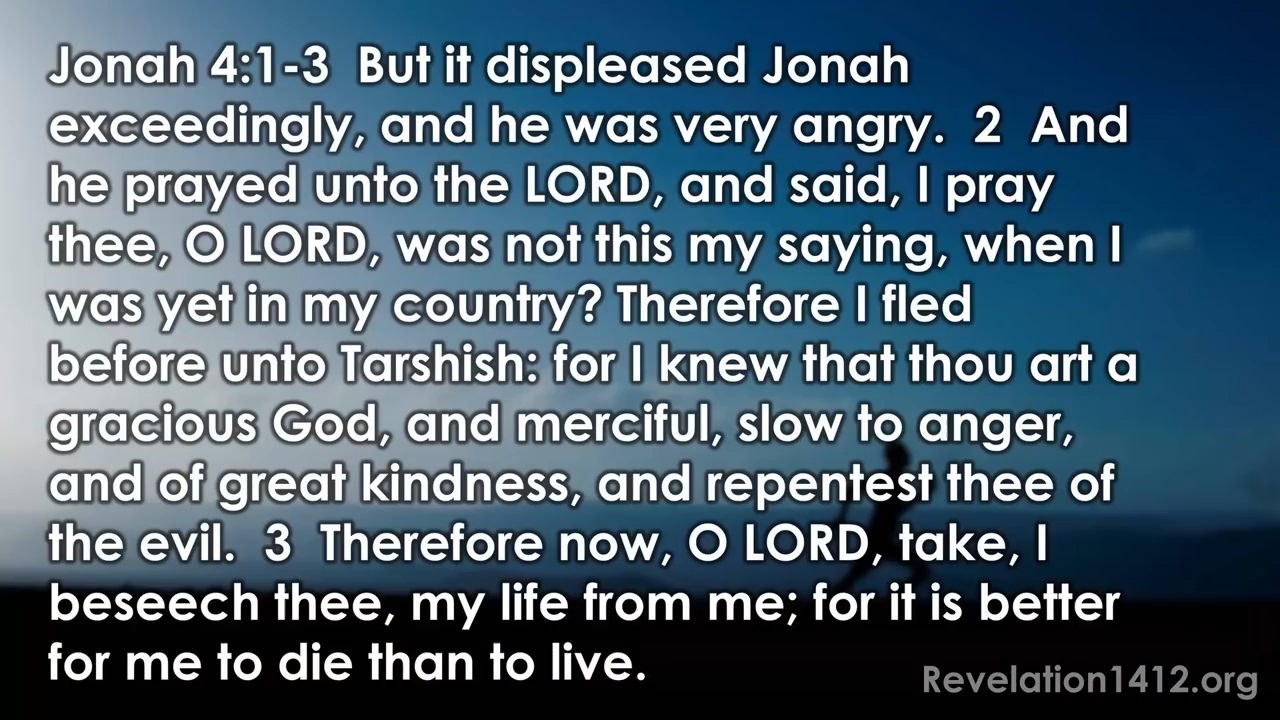 Jonah 4:1-3  But it displeased Jonah
exceedingly, and he was very angry.  2  And
he prayed unto the LORD, and said, I pray
thee, O LORD, was not this my saying, when I
was yet in my country? Therefore I fled
before unto Tarshish: for I knew that thou art a
gracious God, and merciful, slow to anger,
and of great kindness, and repentest thee of
the evil.  3  Therefore now, O LORD, take, I
beseech thee, my life from me; for it is better
for me to die than to live.
Revelation1412.org